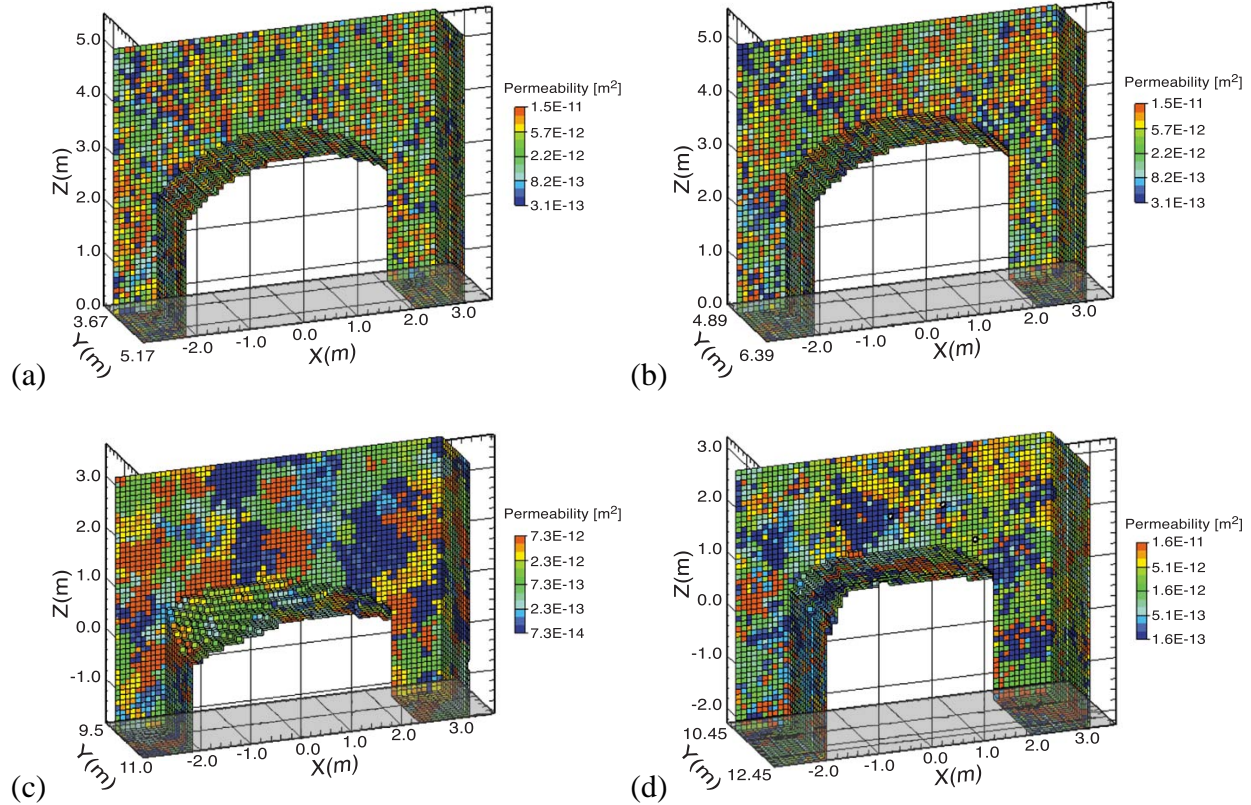 5.0
4.0
3.0
2.0
1.0
0.0
Z(m)
3.67
5.17
Y(m)
-2.0 -1.0 0.0 1.0 2.0 3.0
X(m)
Permeability [m²]
1.5E-11
5.7E-12
2.2E-12
8.2E-13
3.1E-13
(a)
5.0
4.0
3.0
2.0
1.0
0.0
Z(m)
4.89
6.39
Y(m)
-2.0 -1.0 0.0 1.0 2.0 3.0
X(m)
Permeability [m²]
1.5E-11
5.7E-12
2.2E-12
8.2E-13
3.1E-13
(b)
3.0
2.0
1.0
0.0
-1.0
Z(m)
9.5
11.0
Y(m)
-2.0 -1.0 0.0 1.0 2.0 3.0
X(m)
Permeability [m²]
7.3E-12
2.3E-12
7.3E-13
2.3E-13
7.3E-14
(c)
3.0
2.0
1.0
0.0
-1.0
-2.0
Z(m)
10.45
12.45
Y(m)
-2.0 -1.0 0.0 1.0 2.0 3.0
X(m)
Permeability [m²]
1.6E-11
5.1E-12
1.6E-12
5.1E-13
1.6E-13
(d)